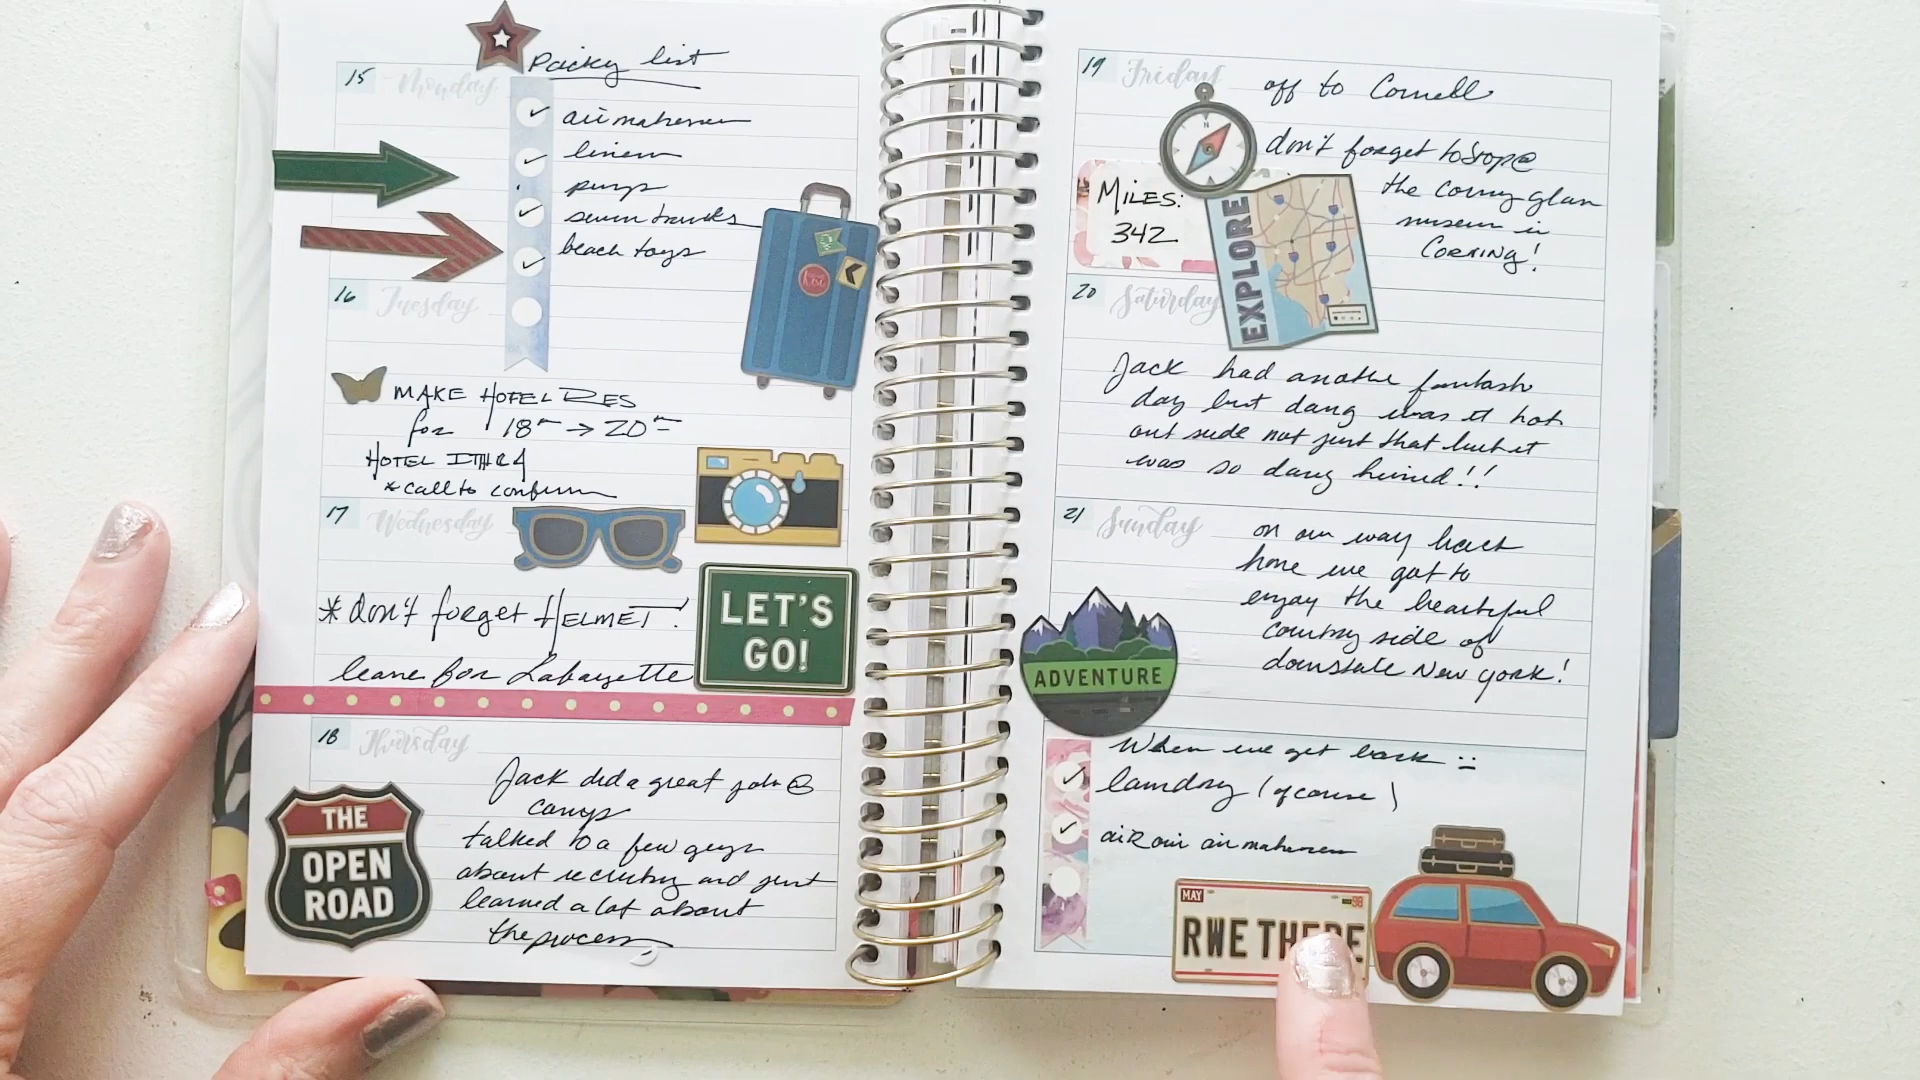 15 Monday
Packing list
air mattresses
linens
pumps
swim trunks
beach toys
16 Tuesday
MAKE HOTEL RES
for 18th → 20th
HOTEL ITHACA
*call to confirm
17 Wednesday
* don't forget HELMET!
leave for Lafayette
LET'S
GO!
18 Thursday
Jack did a great job @
camp
talked to a few guys
about recruiting and just
learned a lot about
the process
THE
OPEN
ROAD
19 Friday
off to Cornell
don't forget to stop @
the corning glass
museum in
CORNING!
MILES:
342
N
EXPLORE
20 Saturday
Jack had another fantastic
day but dang was it hot
outside not just that but it
was so dang humid!!
21 Sunday
on our way back
home we got to
enjoy the beautiful
country side of
downstate New York!
ADVENTURE
When we get back :
laundry (of course)
air our air mattresses
MAY 98
RWE THERE